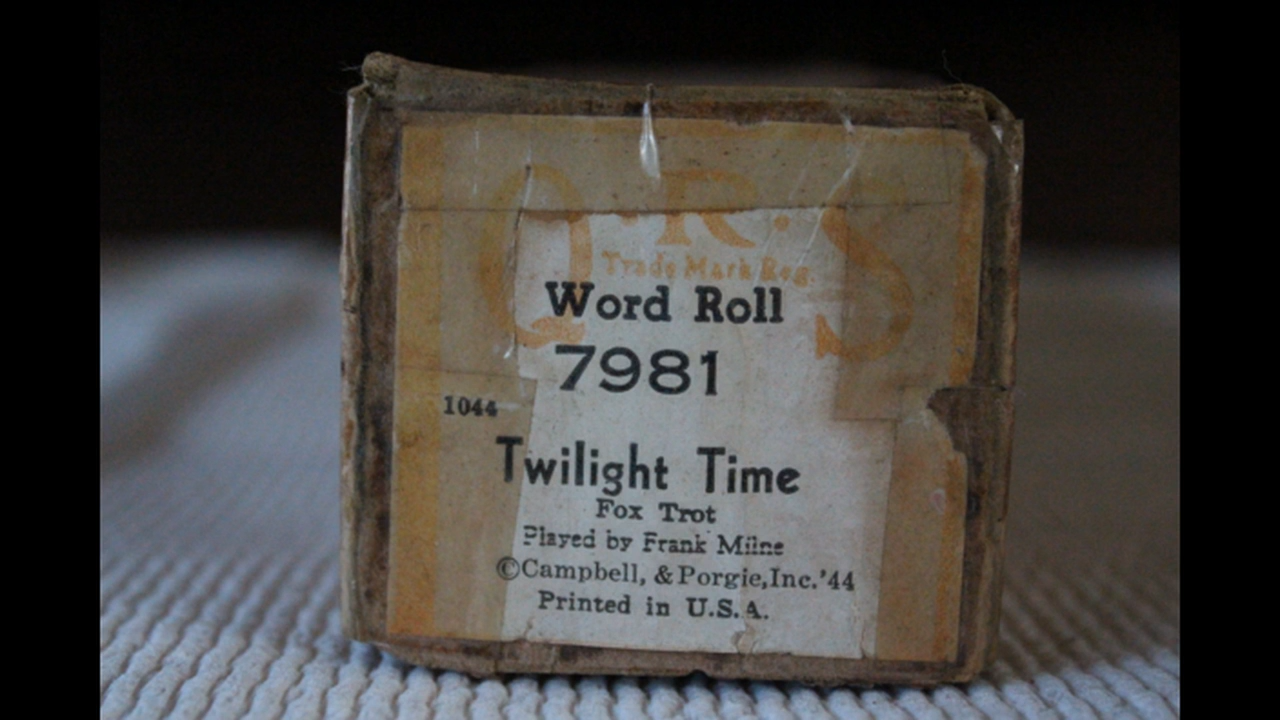 Q·R·S
Trade Mark Reg.
Word Roll
7981
1044
Twilight Time
Fox Trot
Played by Frank Milne
©Campbell, & Porgie, Inc. '44
Printed in U.S.A.